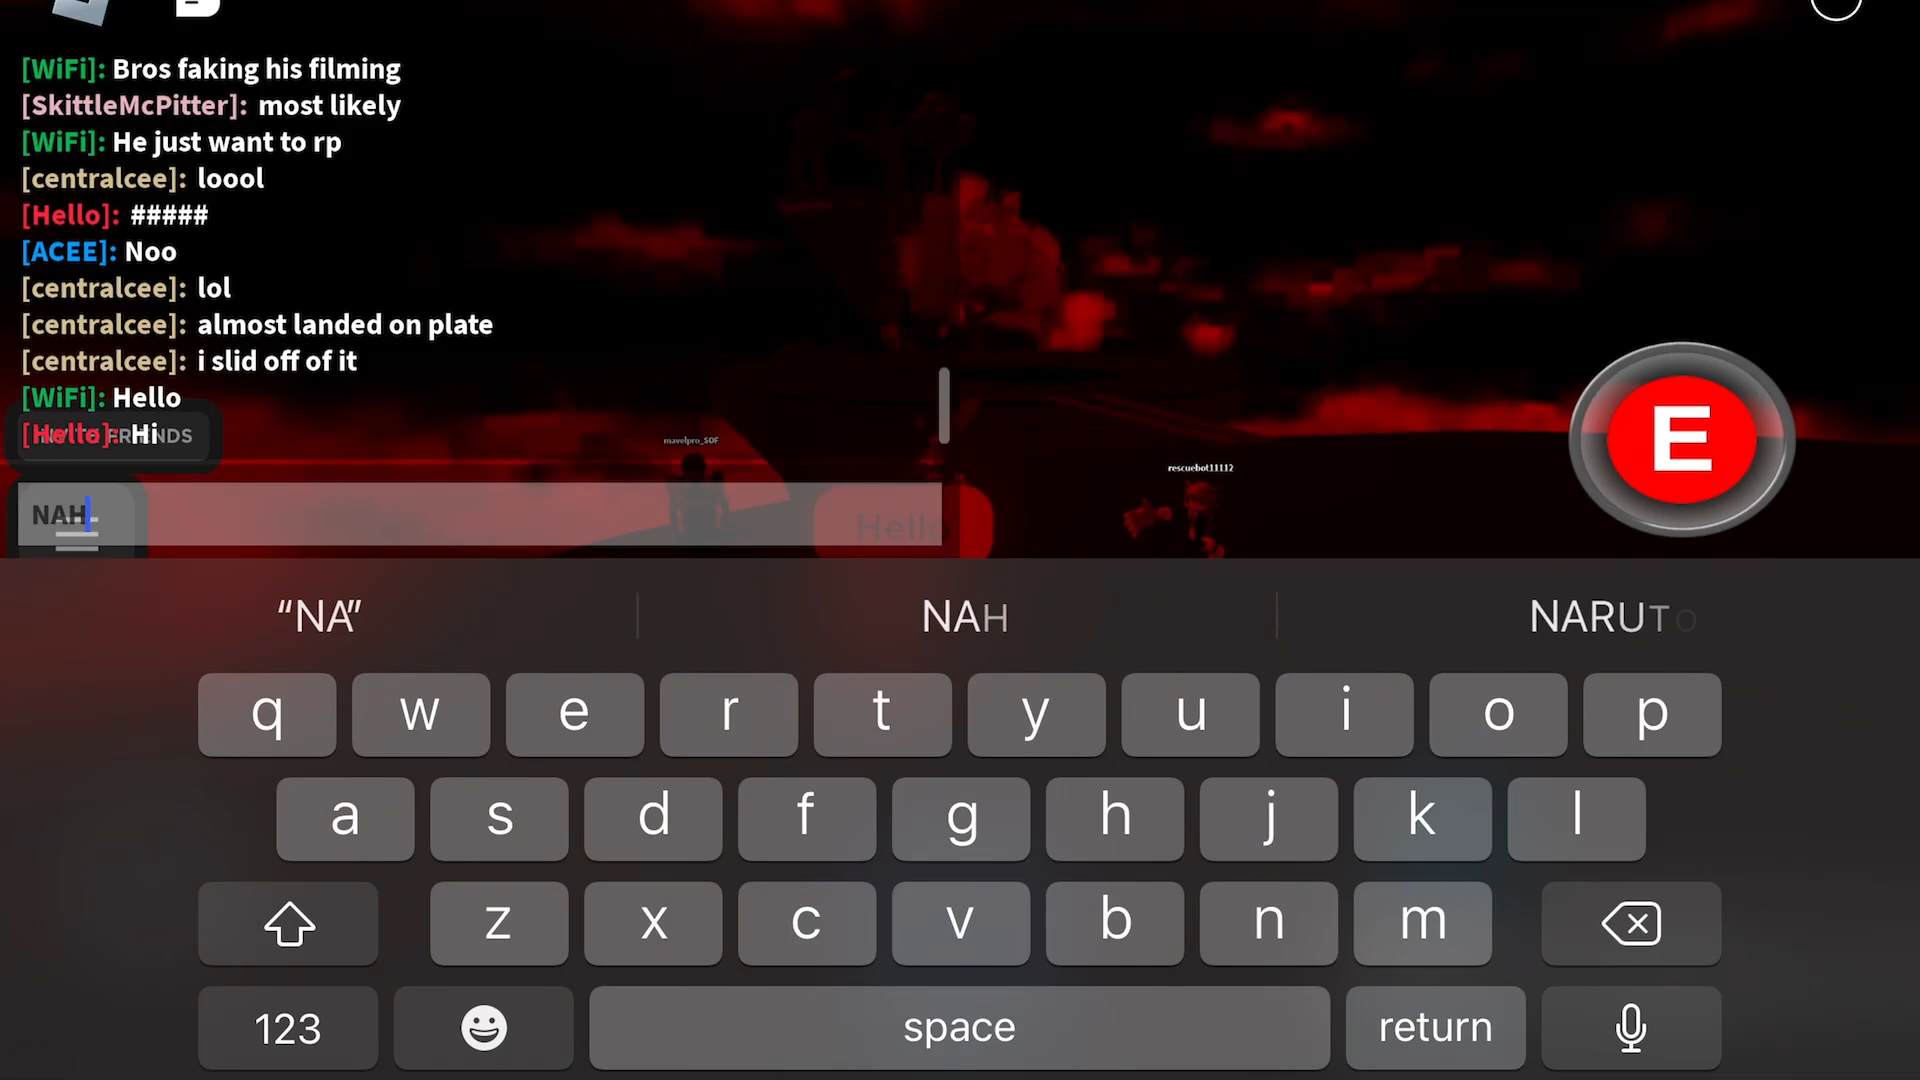 [WiFi]: Bros faking his filming
[SkittleMcPitter]: most likely
[WiFi]: He just want to rp
[centralcee]: loool
[Hello]: #####
[ACEE]: Noo
[centralcee]: lol
[centralcee]: almost landed on plate
[centralcee]: i slid off of it
[WiFi]: Hello
[Hello]: Hi
mavelpro_SOF
rescuebot11112
E
NAH
Hello
“NA” NAH NARUTO
q w e r t y u i o p
a s d f g h j k l
z x c v b n m
123 space return